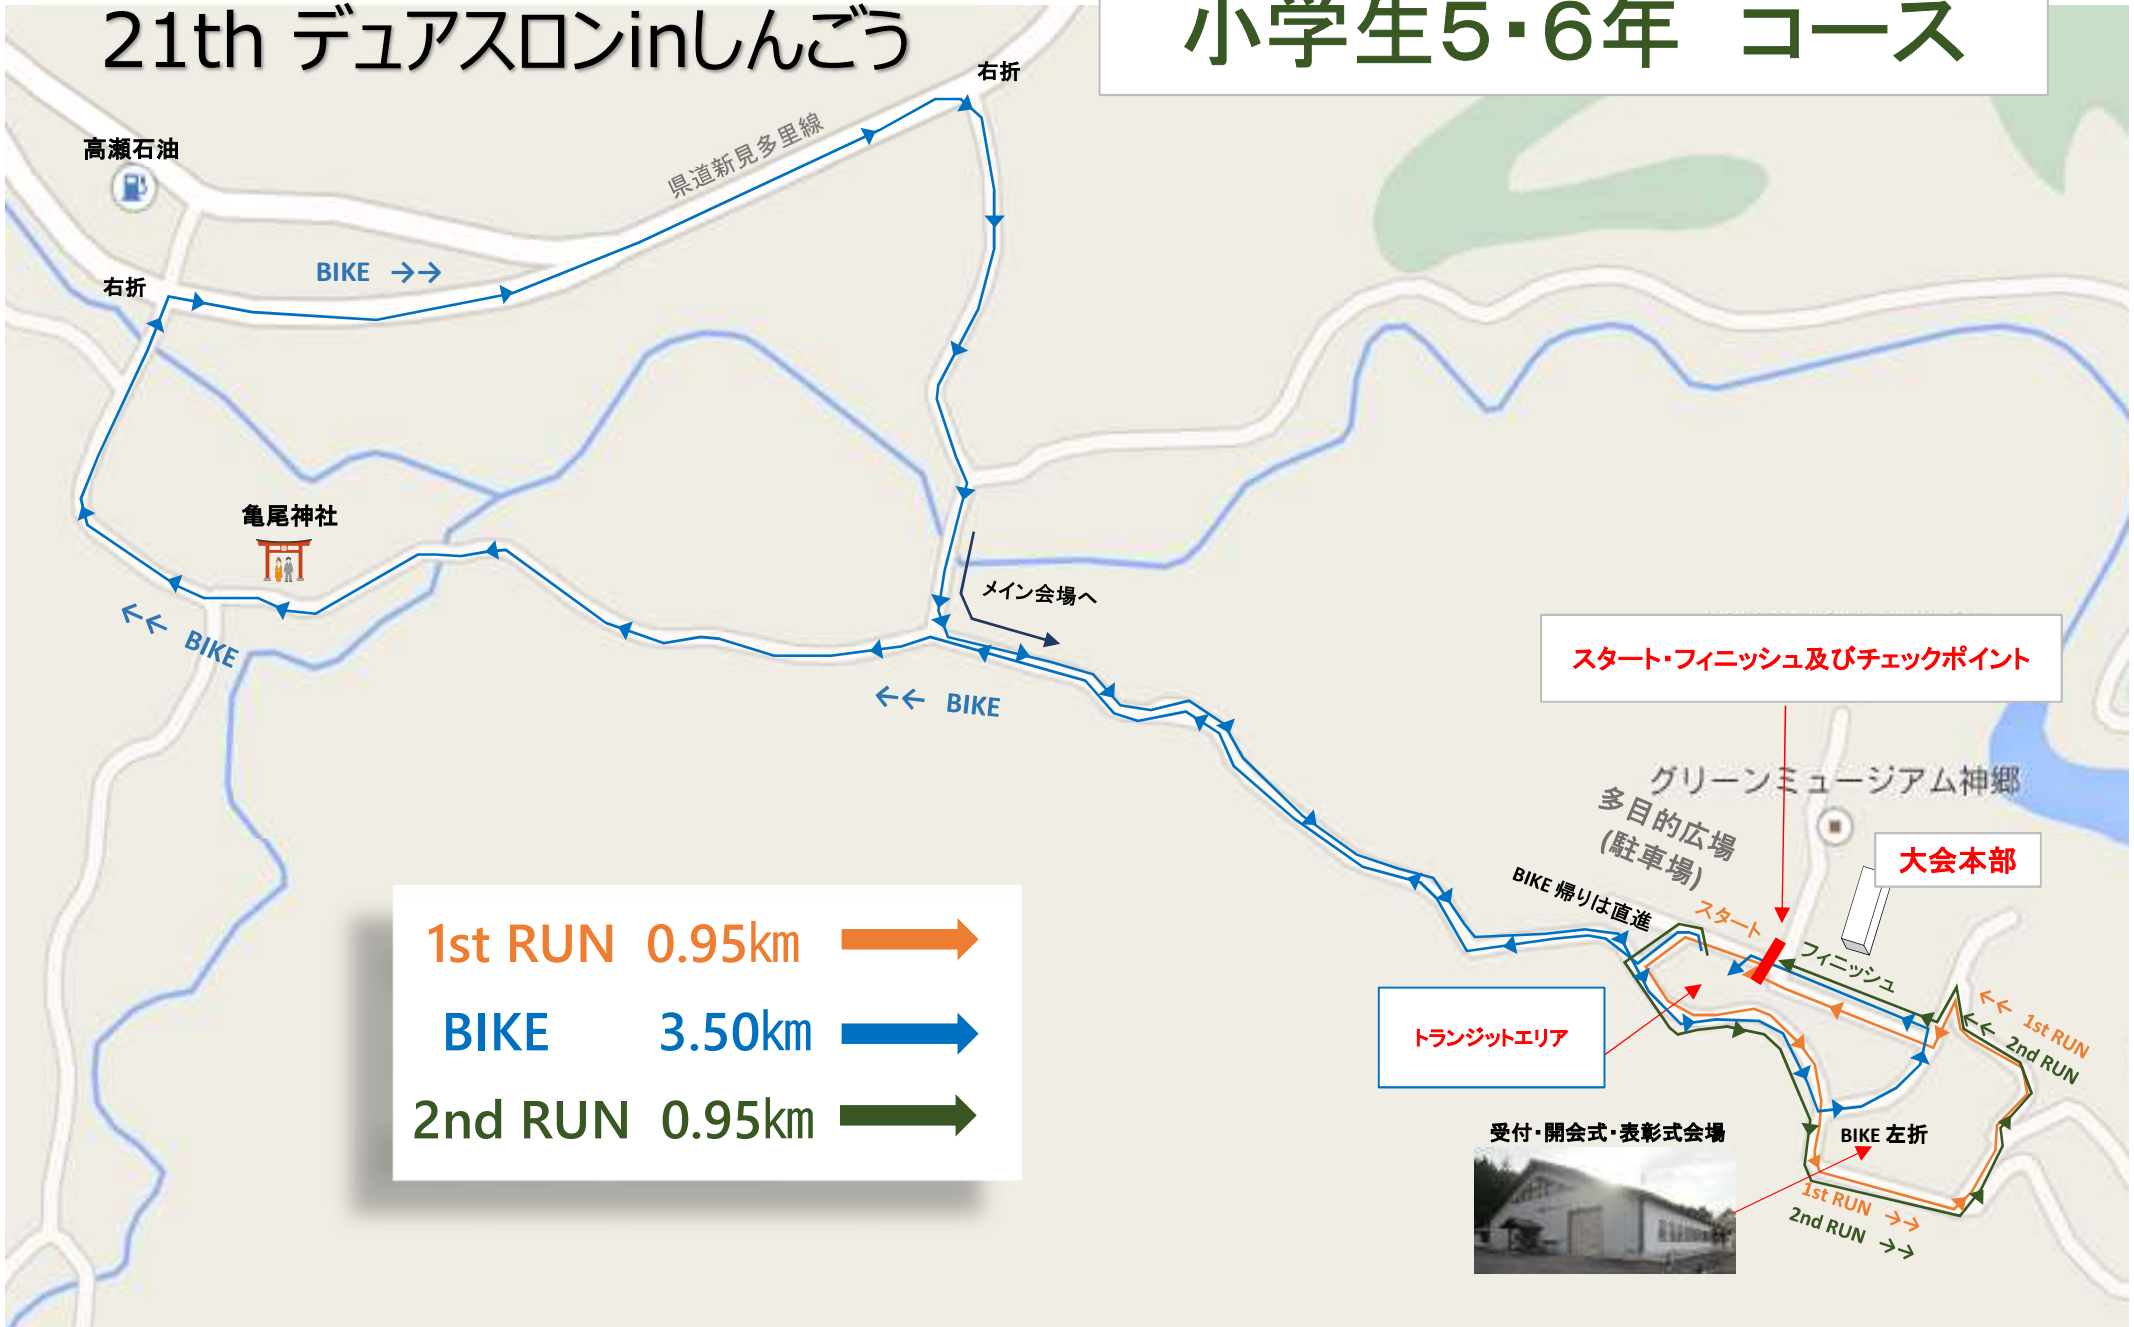 21th デュアスロンinしんごう
小学生5・6年 コース
右折
高瀬石油
県道新見多里線
右折
BIKE →→
亀尾神社
メイン会場へ
←← BIKE
←← BIKE
スタート・フィニッシュ及びチェックポイント
グリーンミュージアム神郷
多目的広場
(駐車場)
大会本部
BIKE 帰りは直進
スタート
フィニッシュ
1st RUN 0.95km
BIKE 3.50km
2nd RUN 0.95km
トランジットエリア
←← 1st RUN
←← 2nd RUN
受付・開会式・表彰式会場
BIKE 左折
1st RUN →→
2nd RUN →→